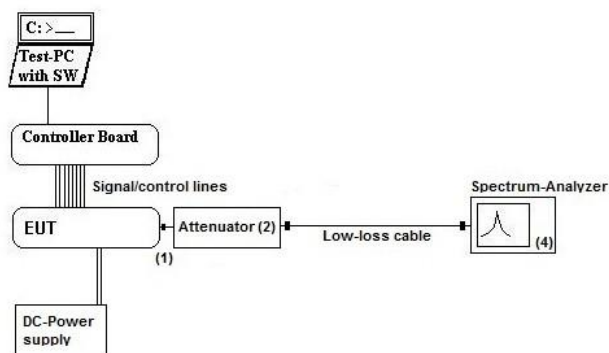 C:>__
Test-PC
with SW
Controller Board
Signal/control lines
Spectrum-Analyzer
EUT
(1)
Attenuator (2)
Low-loss cable
(4)
DC-Power
supply